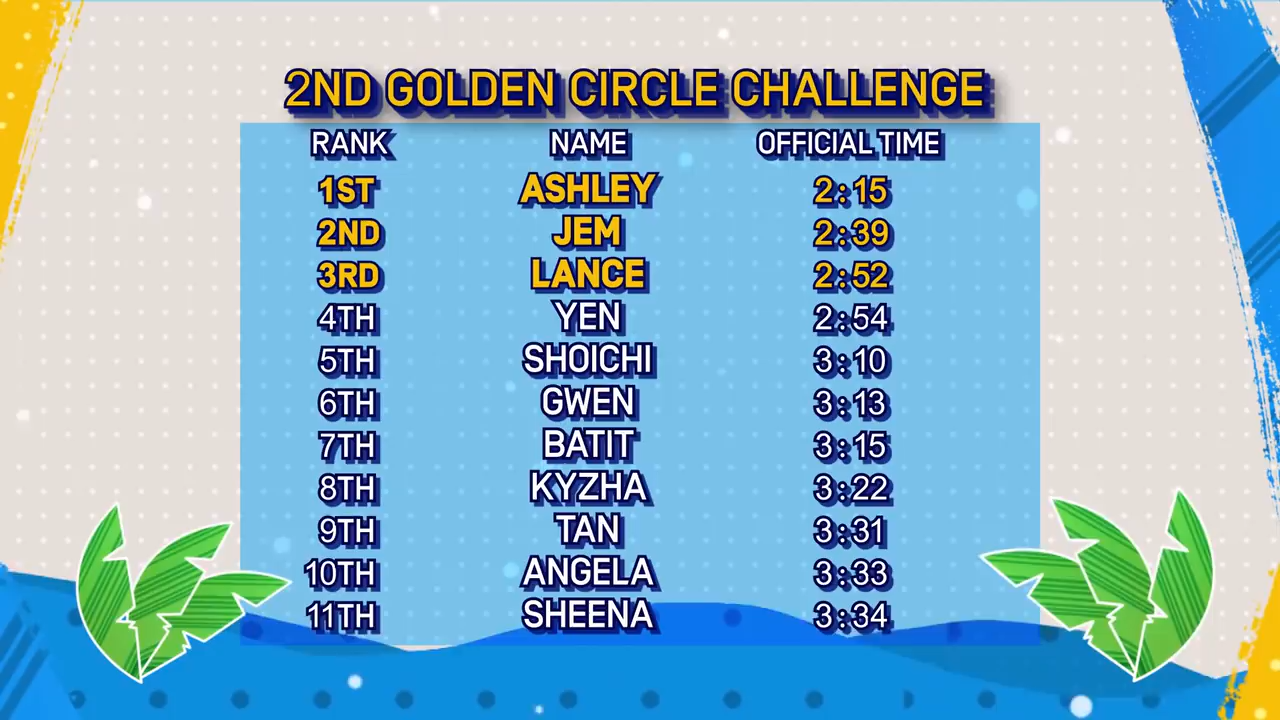 2ND GOLDEN CIRCLE CHALLENGE
RANK NAME OFFICIAL TIME
1ST ASHLEY 2:15
2ND JEM 2:39
3RD LANCE 2:52
4TH YEN 2:54
5TH SHOICHI 3:10
6TH GWEN 3:13
7TH BATIT 3:15
8TH KYZHA 3:22
9TH TAN 3:31
10TH ANGELA 3:33
11TH SHEENA 3:34